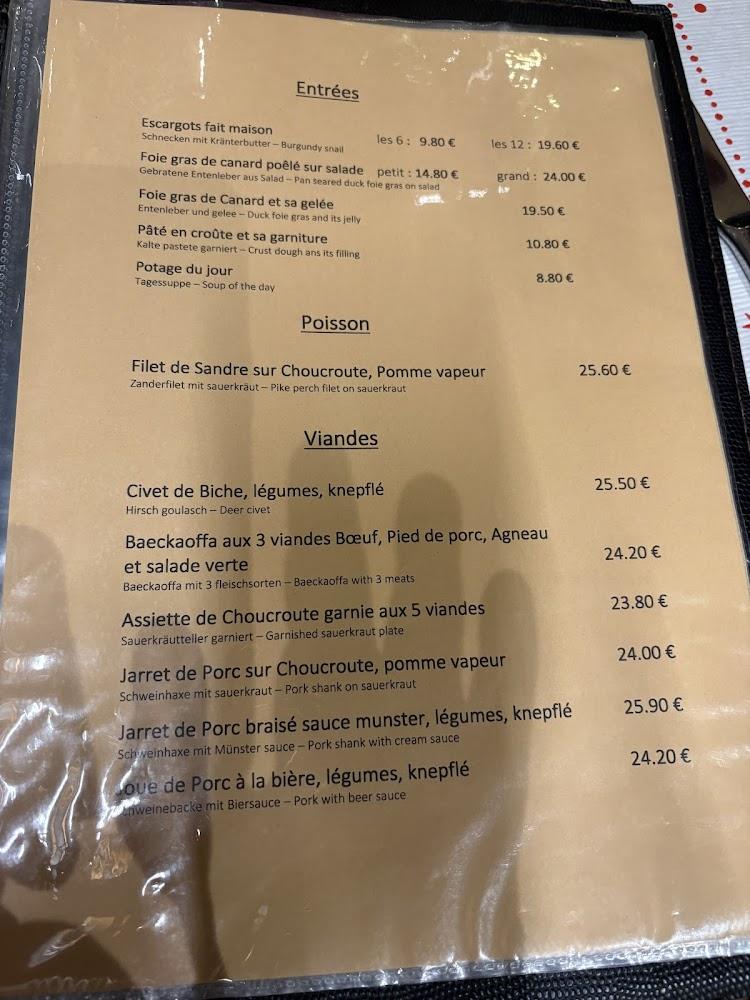 Entrées
Escargots fait maison les 6 : 9.80 € les 12 : 19.60 €
Schnecken mit Kränterbutter – Burgundy snail
Foie gras de canard poêlé sur salade petit : 14.80 € grand : 24.00 €
Gebratene Entenleber aus Salad – Pan seared duck foie gras on salad
Foie gras de Canard et sa gelée 19.50 €
Entenleber und gelee – Duck foie gras and its jelly
Pâté en croûte et sa garniture 10.80 €
Kalte pastete garniert – Crust dough ans its filling
Potage du jour 8.80 €
Tagessuppe – Soup of the day
Poisson
Filet de Sandre sur Choucroute, Pomme vapeur 25.60 €
Zanderfilet mit sauerkräut – Pike perch filet on sauerkraut
Viandes
Civet de Biche, légumes, knepflé 25.50 €
Hirsch goulasch – Deer civet
Baeckaoffa aux 3 viandes Bœuf, Pied de porc, Agneau
et salade verte 24.20 €
Baeckaoffa mit 3 fleischsorten – Baeckaoffa with 3 meats
Assiette de Choucroute garnie aux 5 viandes 23.80 €
Sauerkräutteller garniert – Garnished sauerkraut plate
Jarret de Porc sur Choucroute, pomme vapeur 24.00 €
Schweinhaxe mit sauerkraut – Pork shank on sauerkraut
Jarret de Porc braisé sauce munster, légumes, knepflé 25.90 €
Schweinhaxe mit Münster sauce – Pork shank with cream sauce
Joue de Porc à la bière, légumes, knepflé 24.20 €
Schweinebacke mit Biersauce – Pork with beer sauce